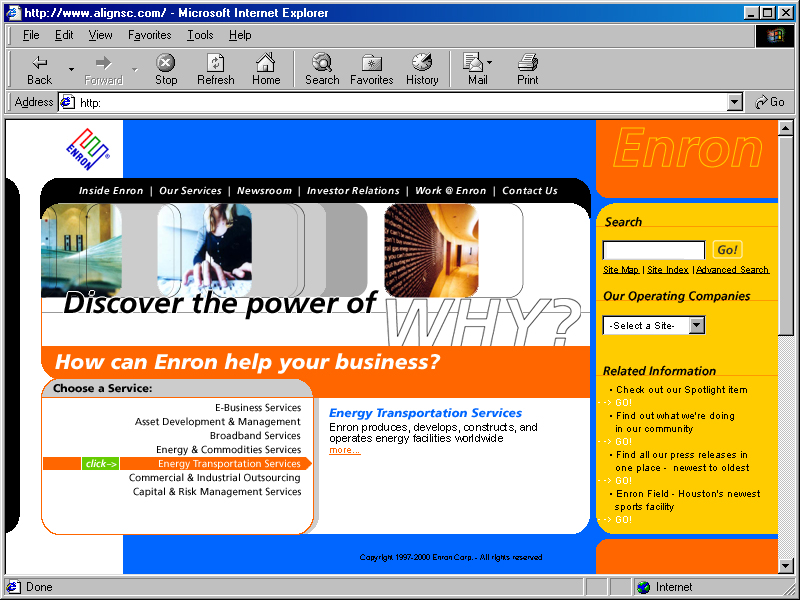 http://www.alignsc.com/ - Microsoft Internet Explorer
File Edit View Favorites Tools Help
Back Forward Stop Refresh Home Search Favorites History Mail Print
Address http: Go
ENRON
Enron
Inside Enron | Our Services | Newsroom | Investor Relations | Work @ Enron | Contact Us
Discover the power of WHY?
How can Enron help your business?
Choose a Service:
E-Business Services
Asset Development & Management
Broadband Services
Energy & Commodities Services
click-> Energy Transportation Services
Commercial & Industrial Outsourcing
Capital & Risk Management Services
Energy Transportation Services
Enron produces, develops, constructs, and
operates energy facilities worldwide
more...
Search
Go!
Site Map | Site Index | Advanced Search
Our Operating Companies
-Select a Site-
Related Information
• Check out our Spotlight item
--> GO!
• Find out what we're doing
in our community
--> GO!
• Find all our press releases in
one place - newest to oldest
--> GO!
• Enron Field - Houston's newest
sports facility
--> GO!
Copyright 1997-2000 Enron Corp. - All rights reserved
Done Internet